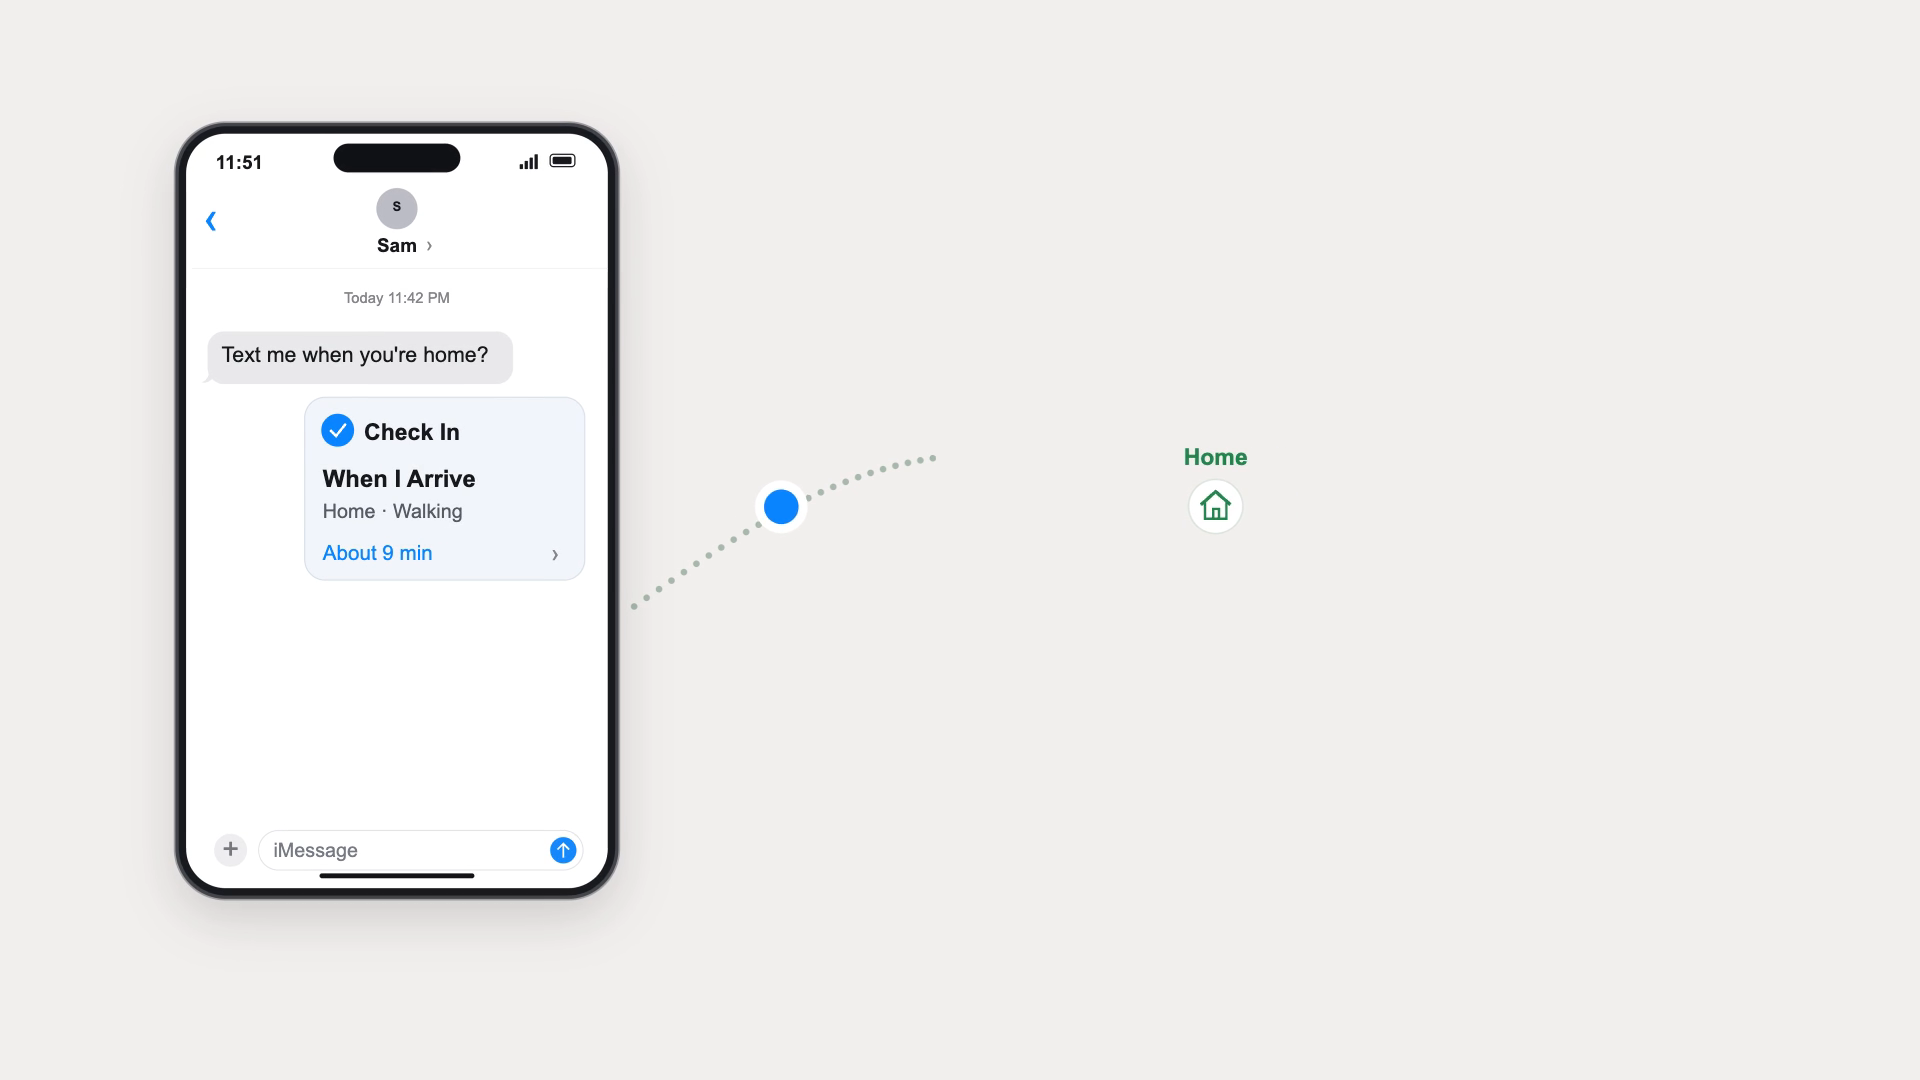 11:51
S
Sam
Today 11:42 PM
Text me when you're home?
Check In
When I Arrive
Home · Walking
About 9 min
iMessage
Home